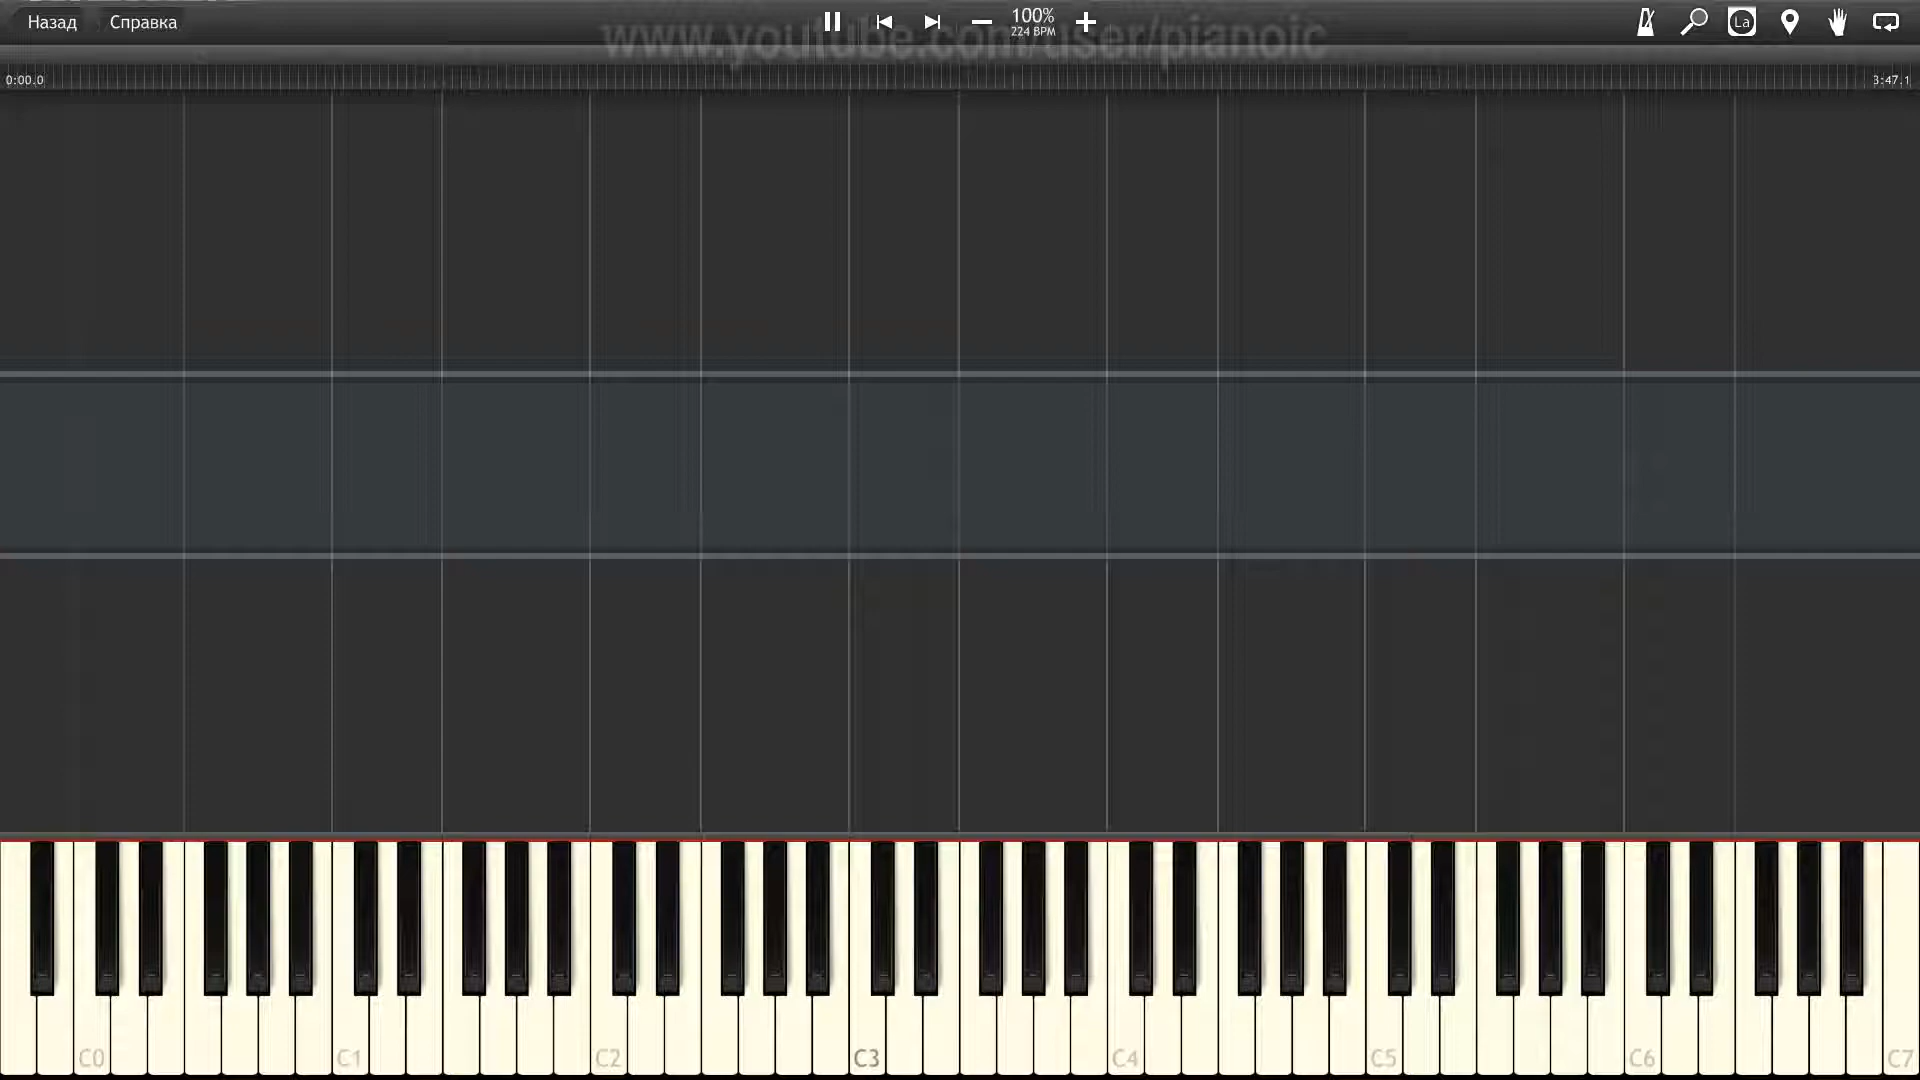 Назад Справка 100%
224 BPM La
www.youtube.com/user/pianoic
0:00.0 3:47.1
C0 C1 C2 C3 C4 C5 C6 C7